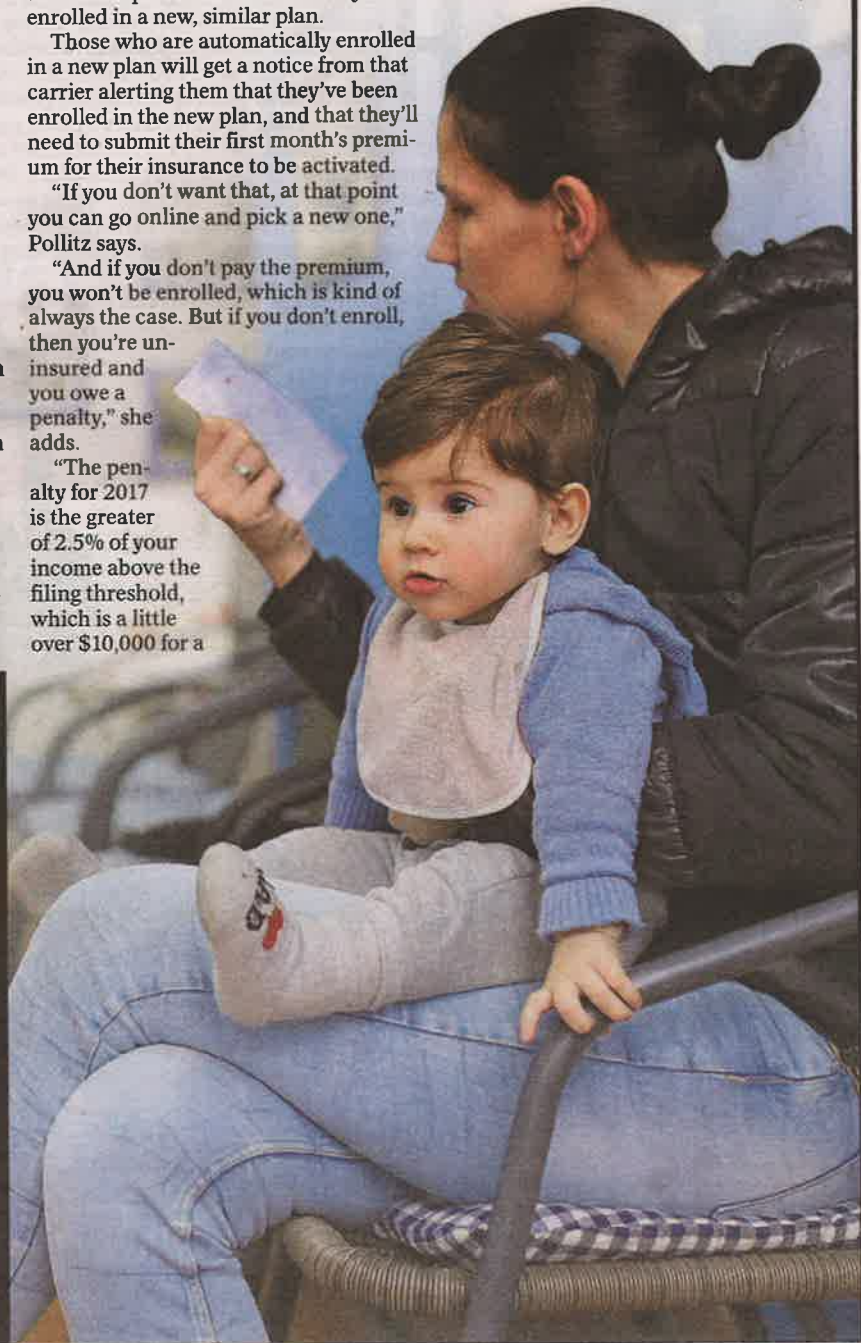 enrolled in a new, similar plan.
Those who are automatically enrolled
in a new plan will get a notice from that
carrier alerting them that they've been
enrolled in the new plan, and that they'll
need to submit their first month's premi-
um for their insurance to be activated.
"If you don't want that, at that point
you can go online and pick a new one,"
Pollitz says.
"And if you don't pay the premium,
you won't be enrolled, which is kind of
always the case. But if you don't enroll,
then you're un-
insured and
you owe a
penalty," she
adds.
"The pen-
alty for 2017
is the greater
of 2.5% of your
income above the
filing threshold,
which is a little
over $10,000 for a